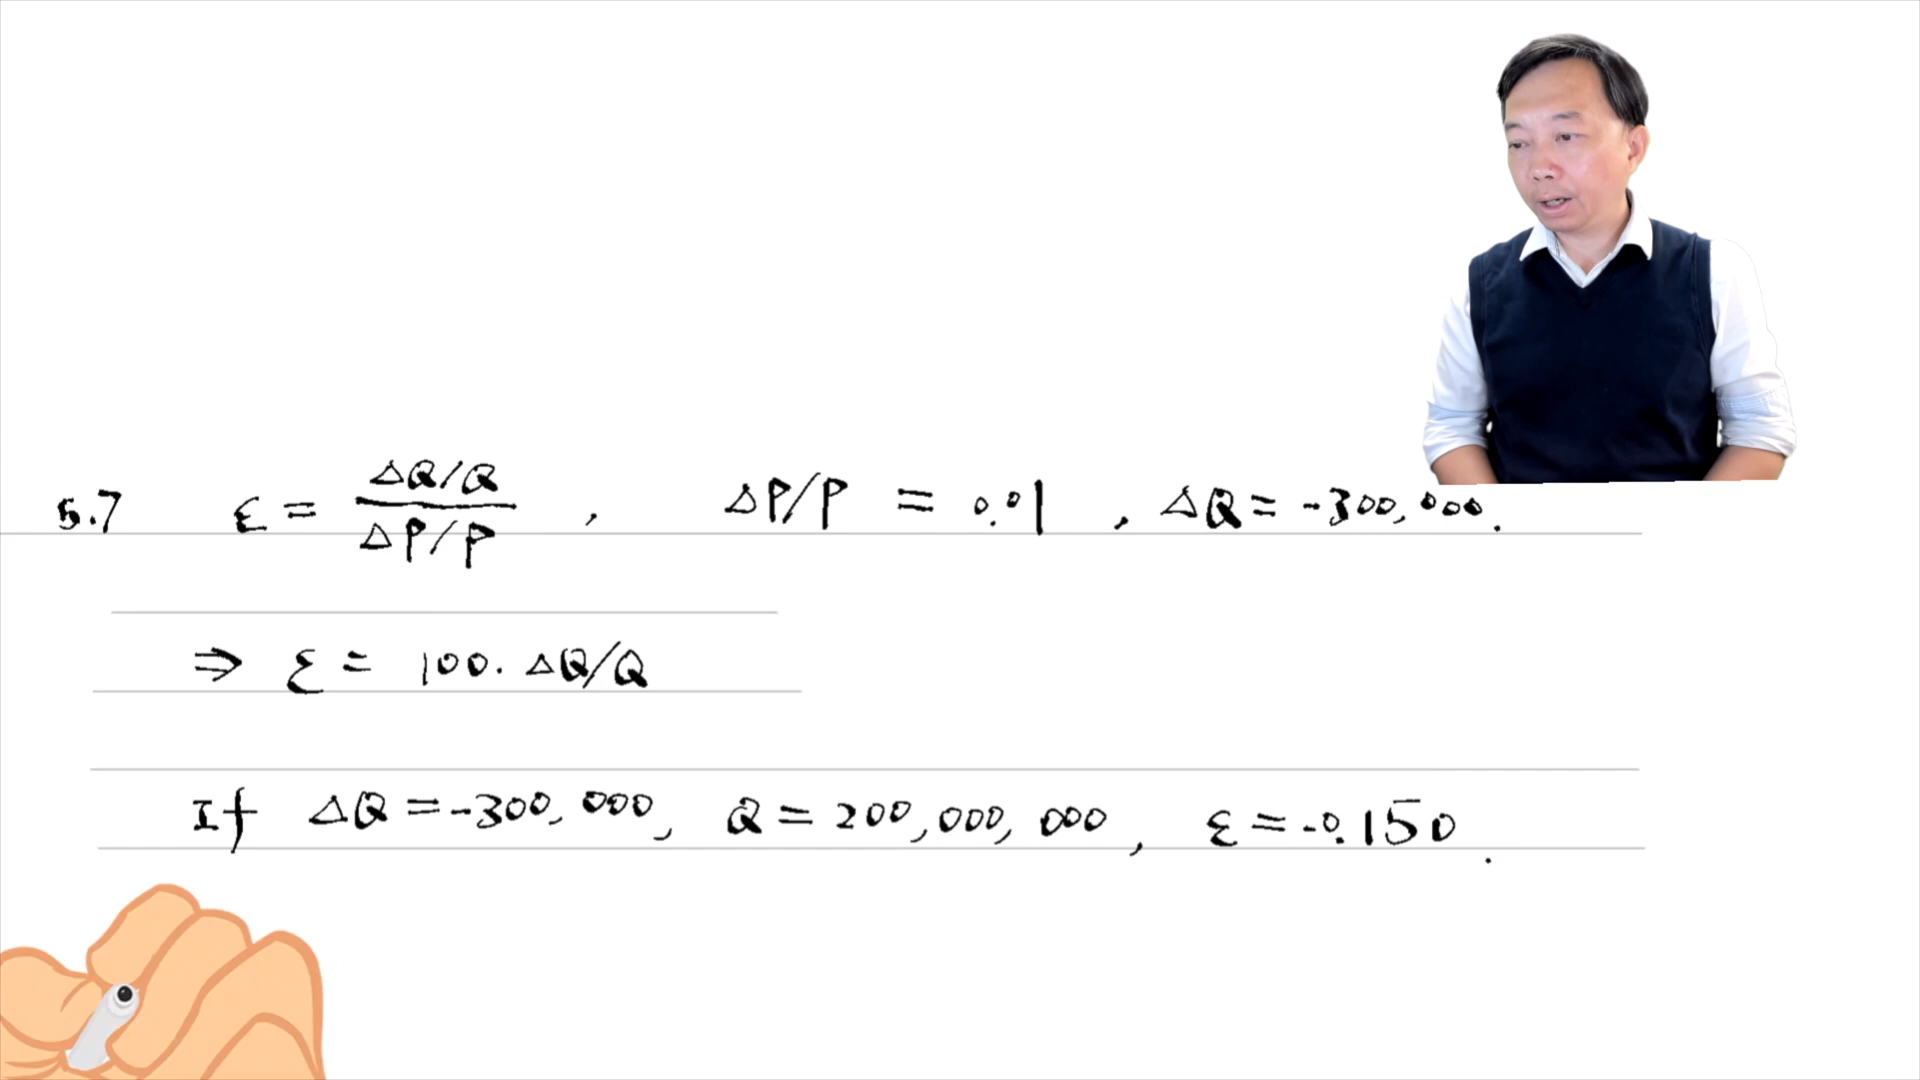 5.7 ε = ΔQ/Q / ΔP/P , ΔP/P = 0.01 , ΔQ = -300,000.
⇒ ε = 100. ΔQ/Q
If ΔQ = -300,000, Q = 200,000,000, ε = -0.150.